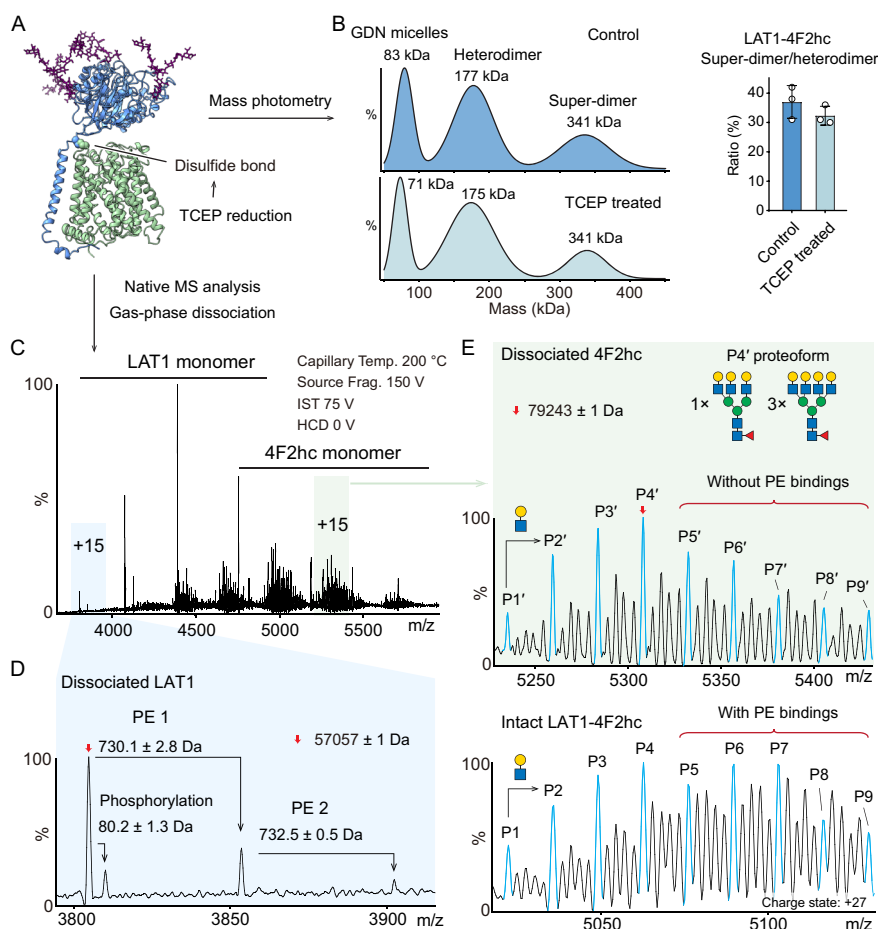 A
Mass photometry
Disulfide bond
TCEP reduction
Native MS analysis
Gas-phase dissociation
B
GDN micelles
83 kDa
Heterodimer
177 kDa
Control
Super-dimer
341 kDa
%
71 kDa
175 kDa
TCEP treated
341 kDa
%
100
200
300
400
Mass (kDa)
LAT1-4F2hc
Super-dimer/heterodimer
Ratio (%)
40
30
20
10
0
Control
TCEP treated
C
LAT1 monomer
Capillary Temp. 200 °C
Source Frag. 150 V
IST 75 V
HCD 0 V
4F2hc monomer
100
%
0
+15
+15
4000
4500
5000
5500
m/z
D
Dissociated LAT1
PE 1
730.1 ± 2.8 Da
57057 ± 1 Da
Phosphorylation
80.2 ± 1.3 Da
PE 2
732.5 ± 0.5 Da
100
%
0
3800
3850
3900
m/z
E
Dissociated 4F2hc
79243 ± 1 Da
P4′ proteoform
1×
3×
Without PE bindings
P1′
P2′
P3′
P4′
P5′
P6′
P7′
P8′
P9′
100
%
100
5250
5300
5350
5400
m/z
Intact LAT1-4F2hc
With PE bindings
P1
P2
P3
P4
P5
P6
P7
P8
P9
%
0
Charge state: +27
5050
5100
m/z